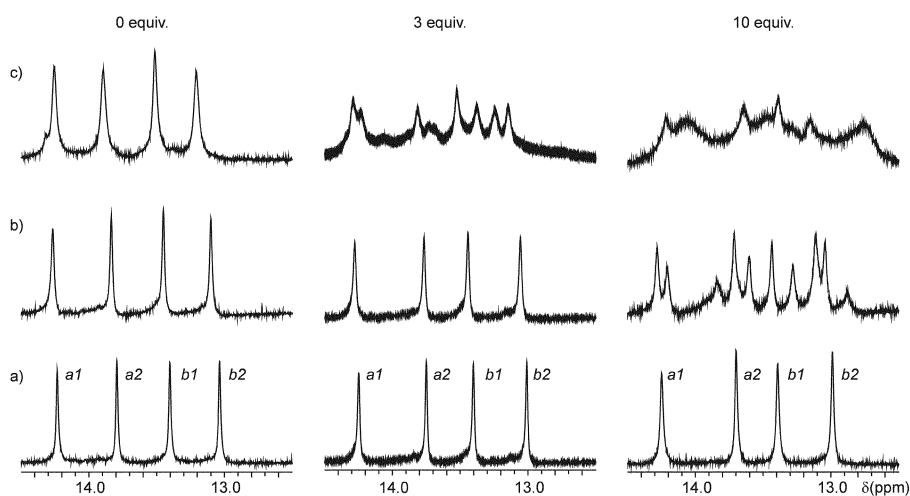 0 equiv. 3 equiv. 10 equiv.
c)
b)
a) a1 a2 b1 b2 a1 a2 b1 b2 a1 a2 b1 b2
14.0 13.0 14.0 13.0 14.0 13.0 δ(ppm)